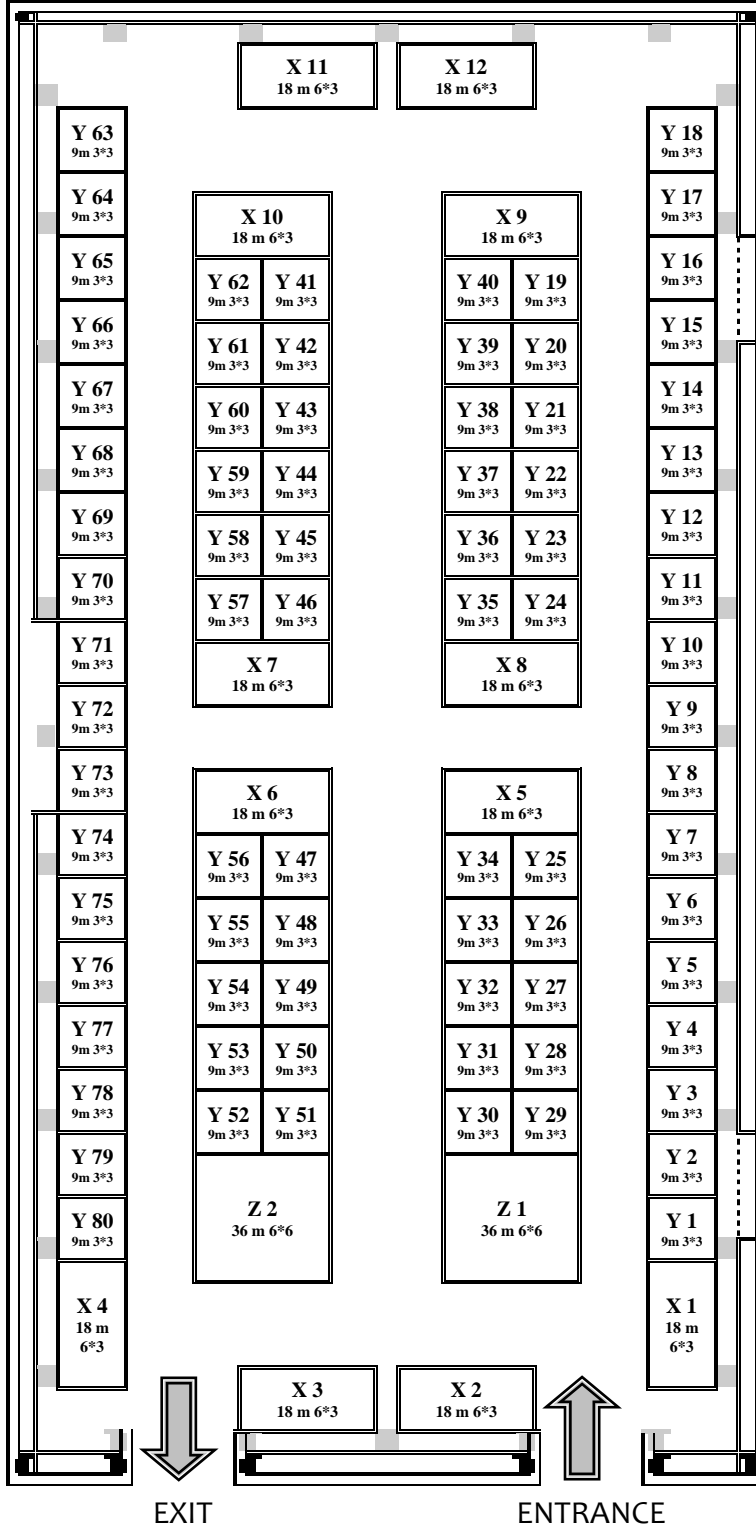 X 11
18 m 6*3
X 12
18 m 6*3
Y 63
9m 3*3
Y 64
9m 3*3
Y 65
9m 3*3
Y 66
9m 3*3
Y 67
9m 3*3
Y 68
9m 3*3
Y 69
9m 3*3
Y 70
9m 3*3
Y 71
9m 3*3
Y 72
9m 3*3
Y 73
9m 3*3
Y 74
9m 3*3
Y 75
9m 3*3
Y 76
9m 3*3
Y 77
9m 3*3
Y 78
9m 3*3
Y 79
9m 3*3
Y 80
9m 3*3
X 4
18 m
6*3
X 10
18 m 6*3
Y 62 Y 41
9m 3*3 9m 3*3
Y 61 Y 42
9m 3*3 9m 3*3
Y 60 Y 43
9m 3*3 9m 3*3
Y 59 Y 44
9m 3*3 9m 3*3
Y 58 Y 45
9m 3*3 9m 3*3
Y 57 Y 46
9m 3*3 9m 3*3
X 7
18 m 6*3
X 6
18 m 6*3
Y 56 Y 47
9m 3*3 9m 3*3
Y 55 Y 48
9m 3*3 9m 3*3
Y 54 Y 49
9m 3*3 9m 3*3
Y 53 Y 50
9m 3*3 9m 3*3
Y 52 Y 51
9m 3*3 9m 3*3
Z 2
36 m 6*6
X 9
18 m 6*3
Y 40 Y 19
9m 3*3 9m 3*3
Y 39 Y 20
9m 3*3 9m 3*3
Y 38 Y 21
9m 3*3 9m 3*3
Y 37 Y 22
9m 3*3 9m 3*3
Y 36 Y 23
9m 3*3 9m 3*3
Y 35 Y 24
9m 3*3 9m 3*3
X 8
18 m 6*3
X 5
18 m 6*3
Y 34 Y 25
9m 3*3 9m 3*3
Y 33 Y 26
9m 3*3 9m 3*3
Y 32 Y 27
9m 3*3 9m 3*3
Y 31 Y 28
9m 3*3 9m 3*3
Y 30 Y 29
9m 3*3 9m 3*3
Z 1
36 m 6*6
Y 18
9m 3*3
Y 17
9m 3*3
Y 16
9m 3*3
Y 15
9m 3*3
Y 14
9m 3*3
Y 13
9m 3*3
Y 12
9m 3*3
Y 11
9m 3*3
Y 10
9m 3*3
Y 9
9m 3*3
Y 8
9m 3*3
Y 7
9m 3*3
Y 6
9m 3*3
Y 5
9m 3*3
Y 4
9m 3*3
Y 3
9m 3*3
Y 2
9m 3*3
Y 1
9m 3*3
X 1
18 m
6*3
X 3
18 m 6*3
X 2
18 m 6*3
EXIT
ENTRANCE